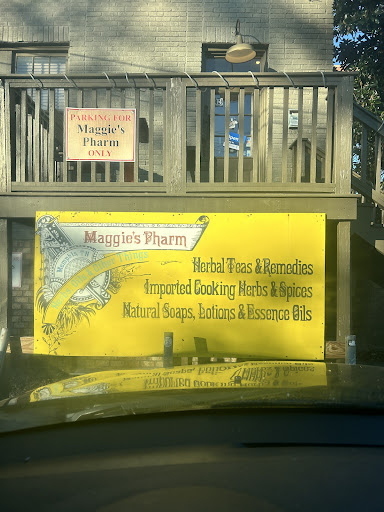 PARKING FOR
Maggie's
Pharm
ONLY
Maggie's Pharm
Herbal Teas & Remedies
Imported Cooking Herbs & Spices
Natural Soaps, Lotions & Essence Oils